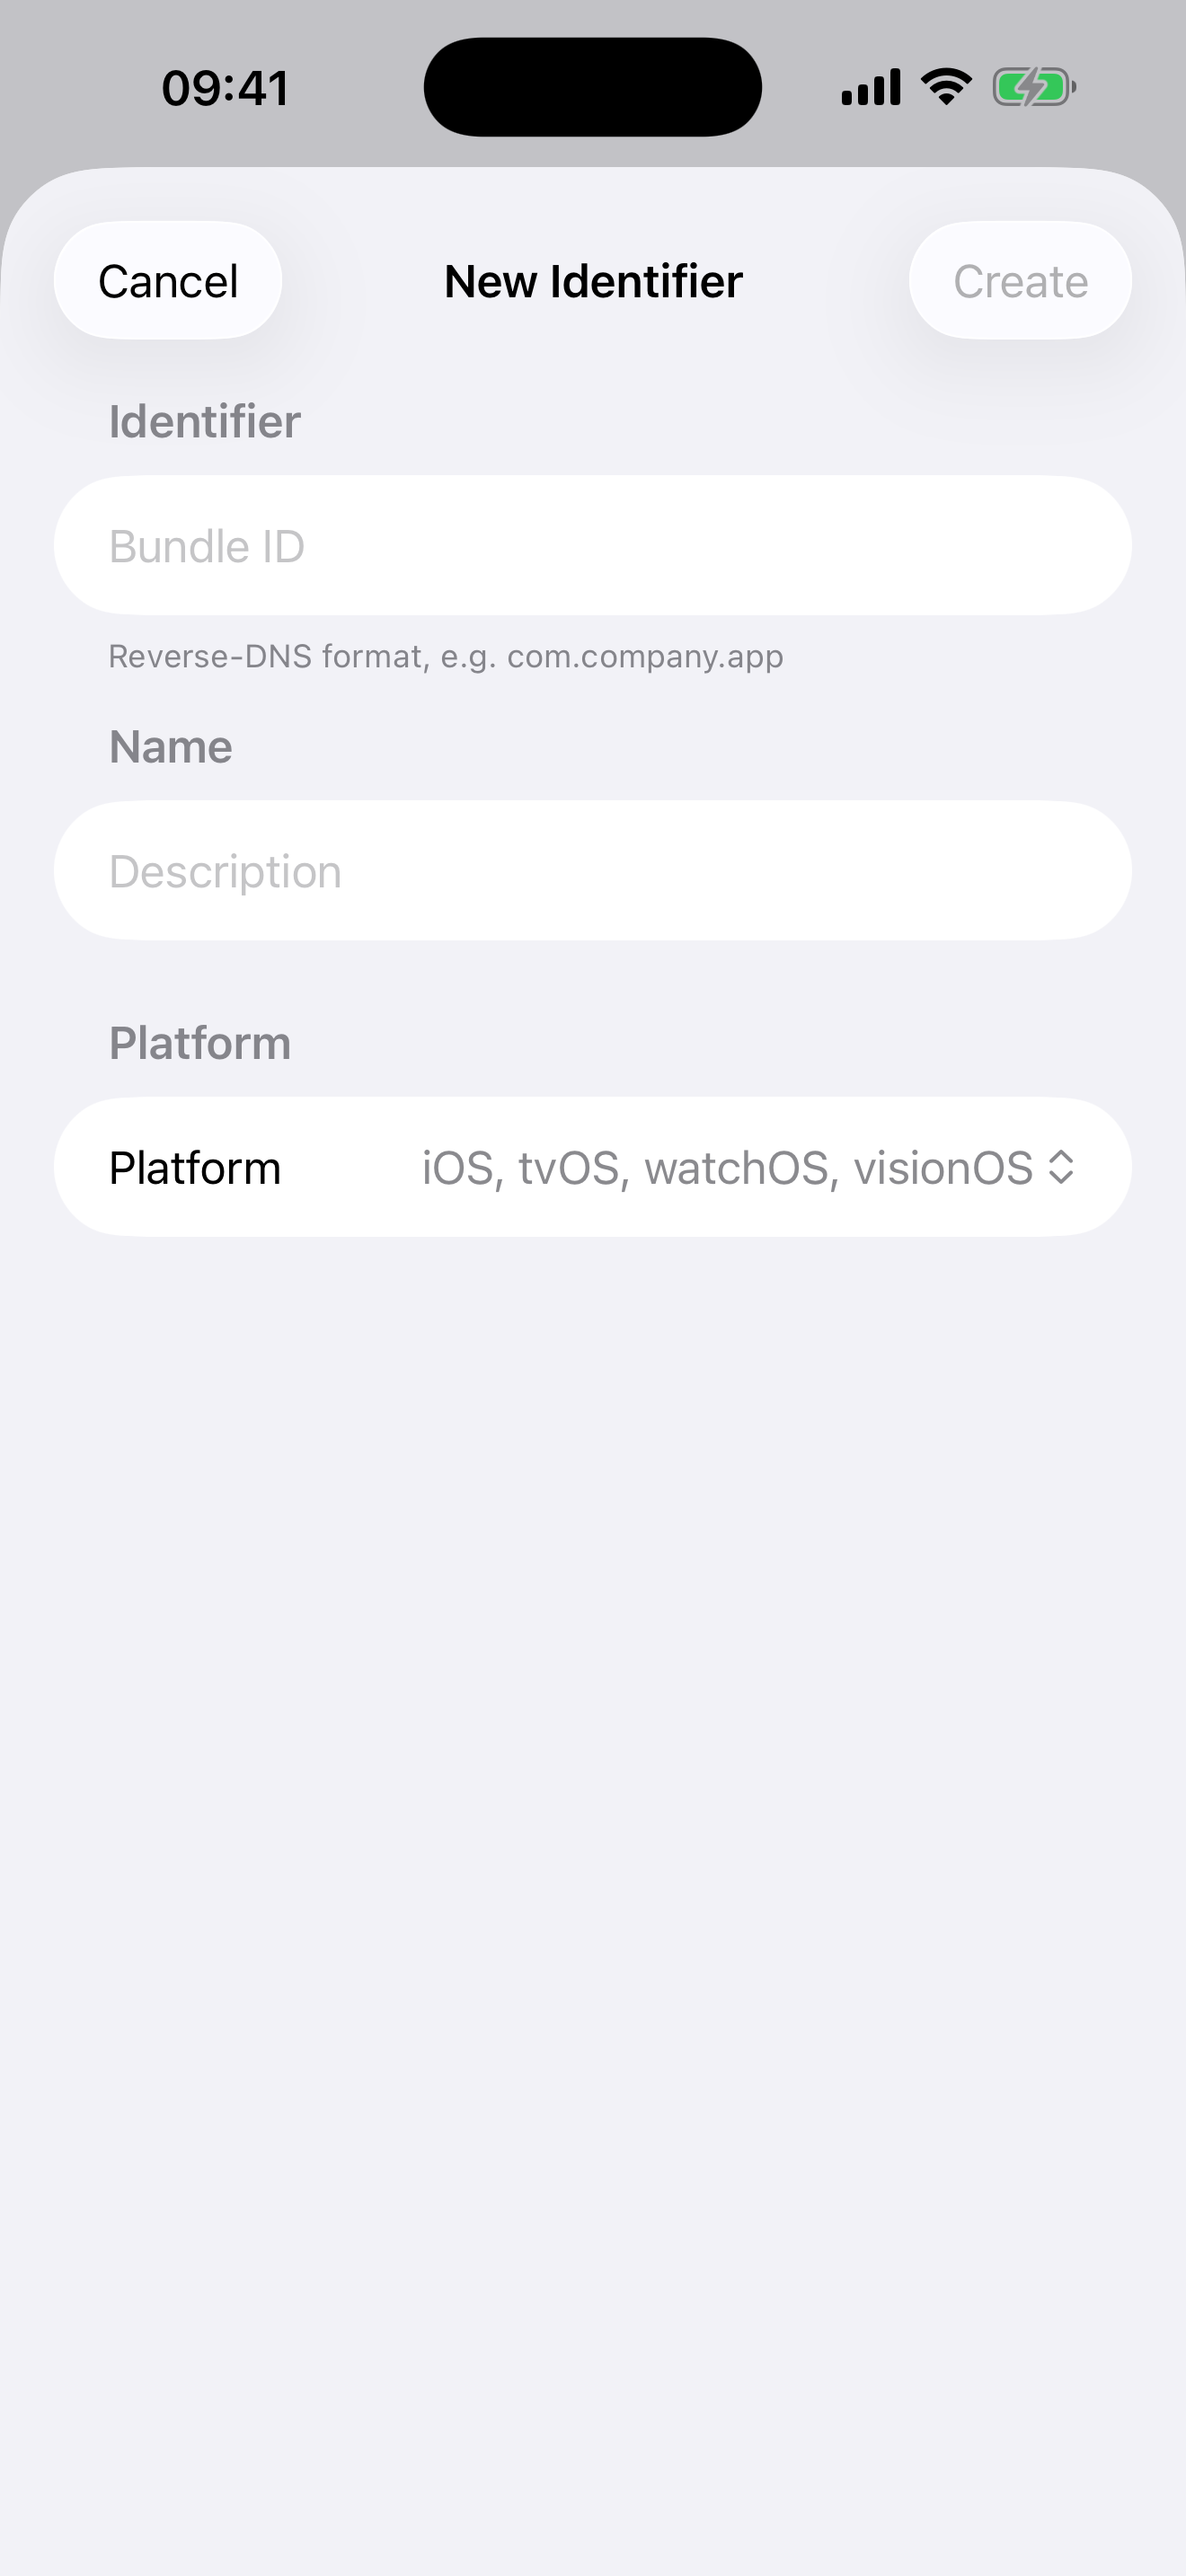 09:41
Cancel
New Identifier
Create
Identifier
Bundle ID
Reverse-DNS format, e.g. com.company.app
Name
Description
Platform
Platform
iOS, tvOS, watchOS, visionOS